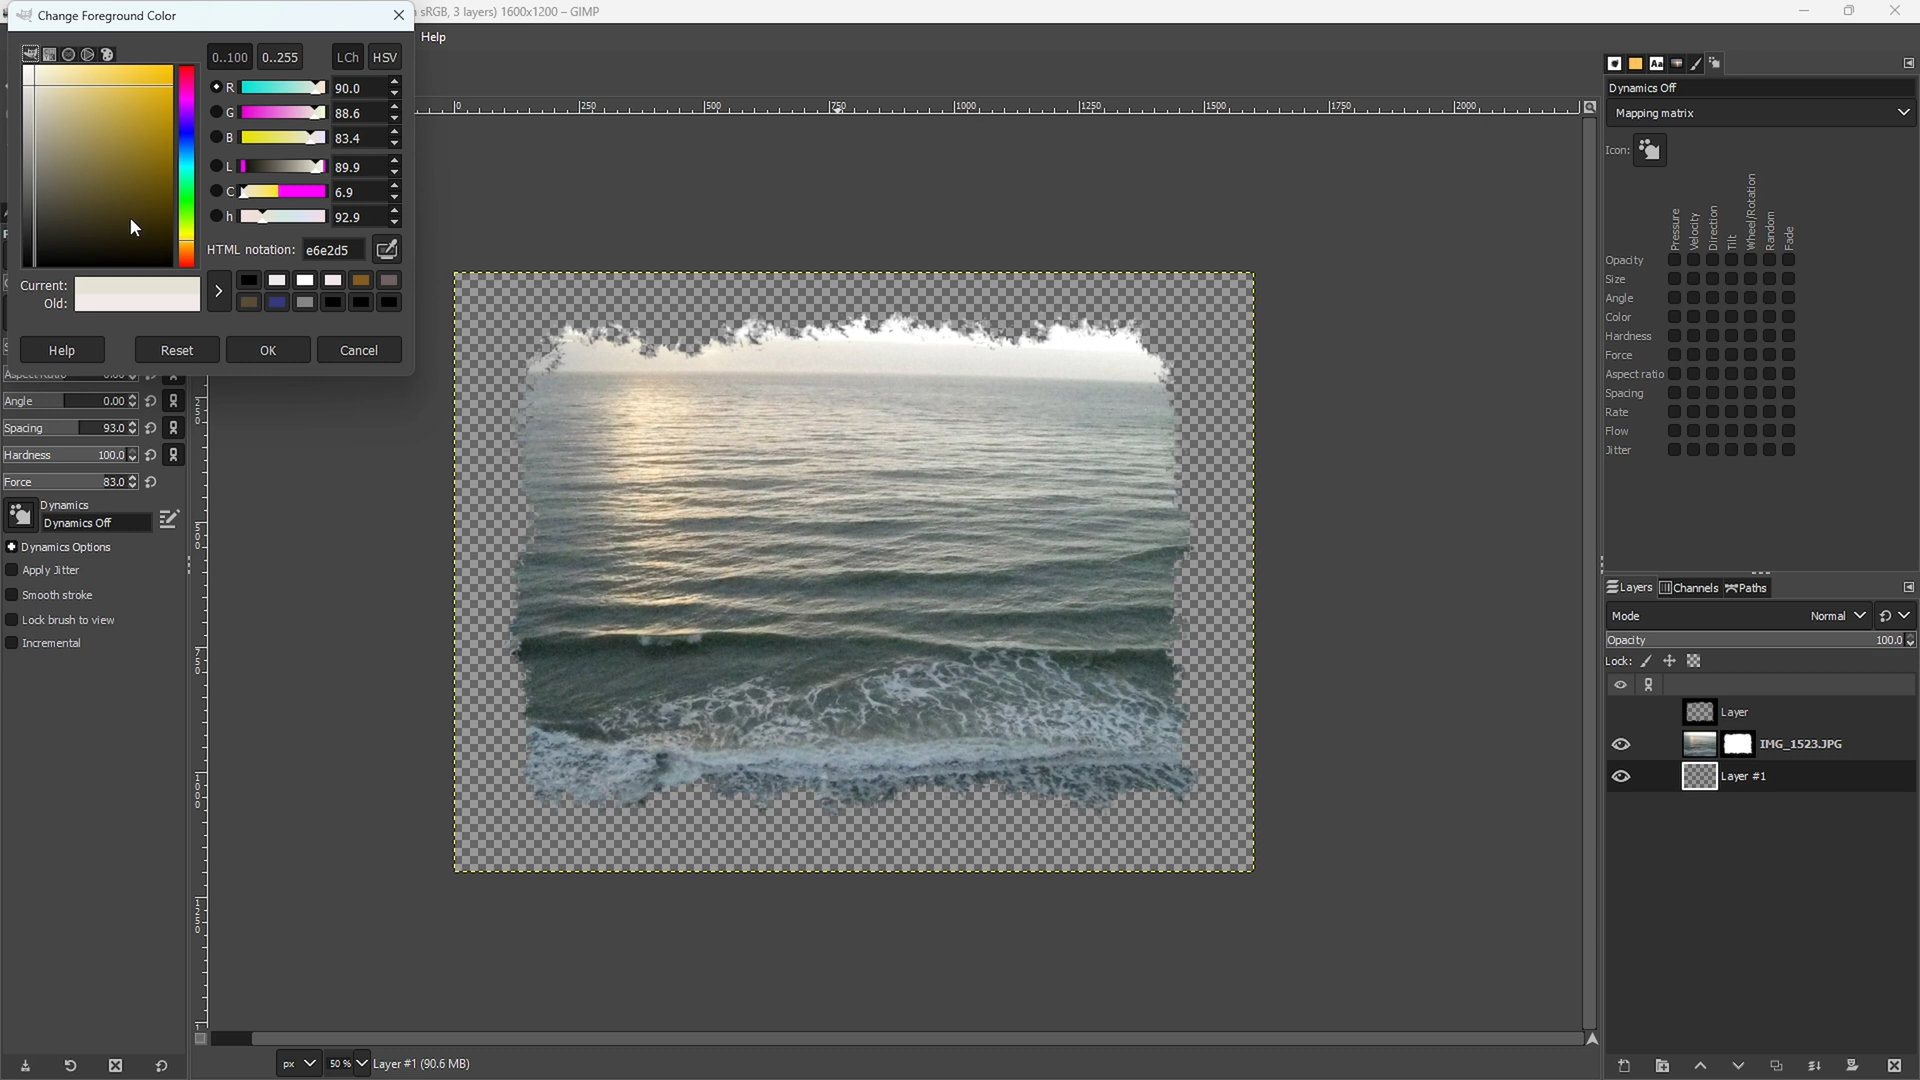 Change Foreground Color
sRGB, 3 layers) 1600x1200 – GIMP
Help
0..100 0..255 LCh HSV
R 90.0
G 88.6
B 83.4
L 89.9
C 6.9
h 92.9
HTML notation: e6e2d5
Current:
Old:
Help Reset OK Cancel
Angle 0.00
Spacing 93.0
Hardness 100.0
Force 83.0
Dynamics
Dynamics Off
Dynamics Options
Apply Jitter
Smooth stroke
Lock brush to view
Incremental
0 250 500 750 1000 1250 1500 1750 2000
250
500
750
1000
1250
px 50 % Layer #1 (90.6 MB)
Dynamics Off
Mapping matrix
Icon:
Pressure Velocity Direction Tilt Wheel/Rotation Random Fade
Opacity
Size
Angle
Color
Hardness
Force
Aspect ratio
Spacing
Rate
Flow
Jitter
Layers Channels Paths
Mode Normal
Opacity 100.0
Lock:
Layer
IMG_1523.JPG
Layer #1